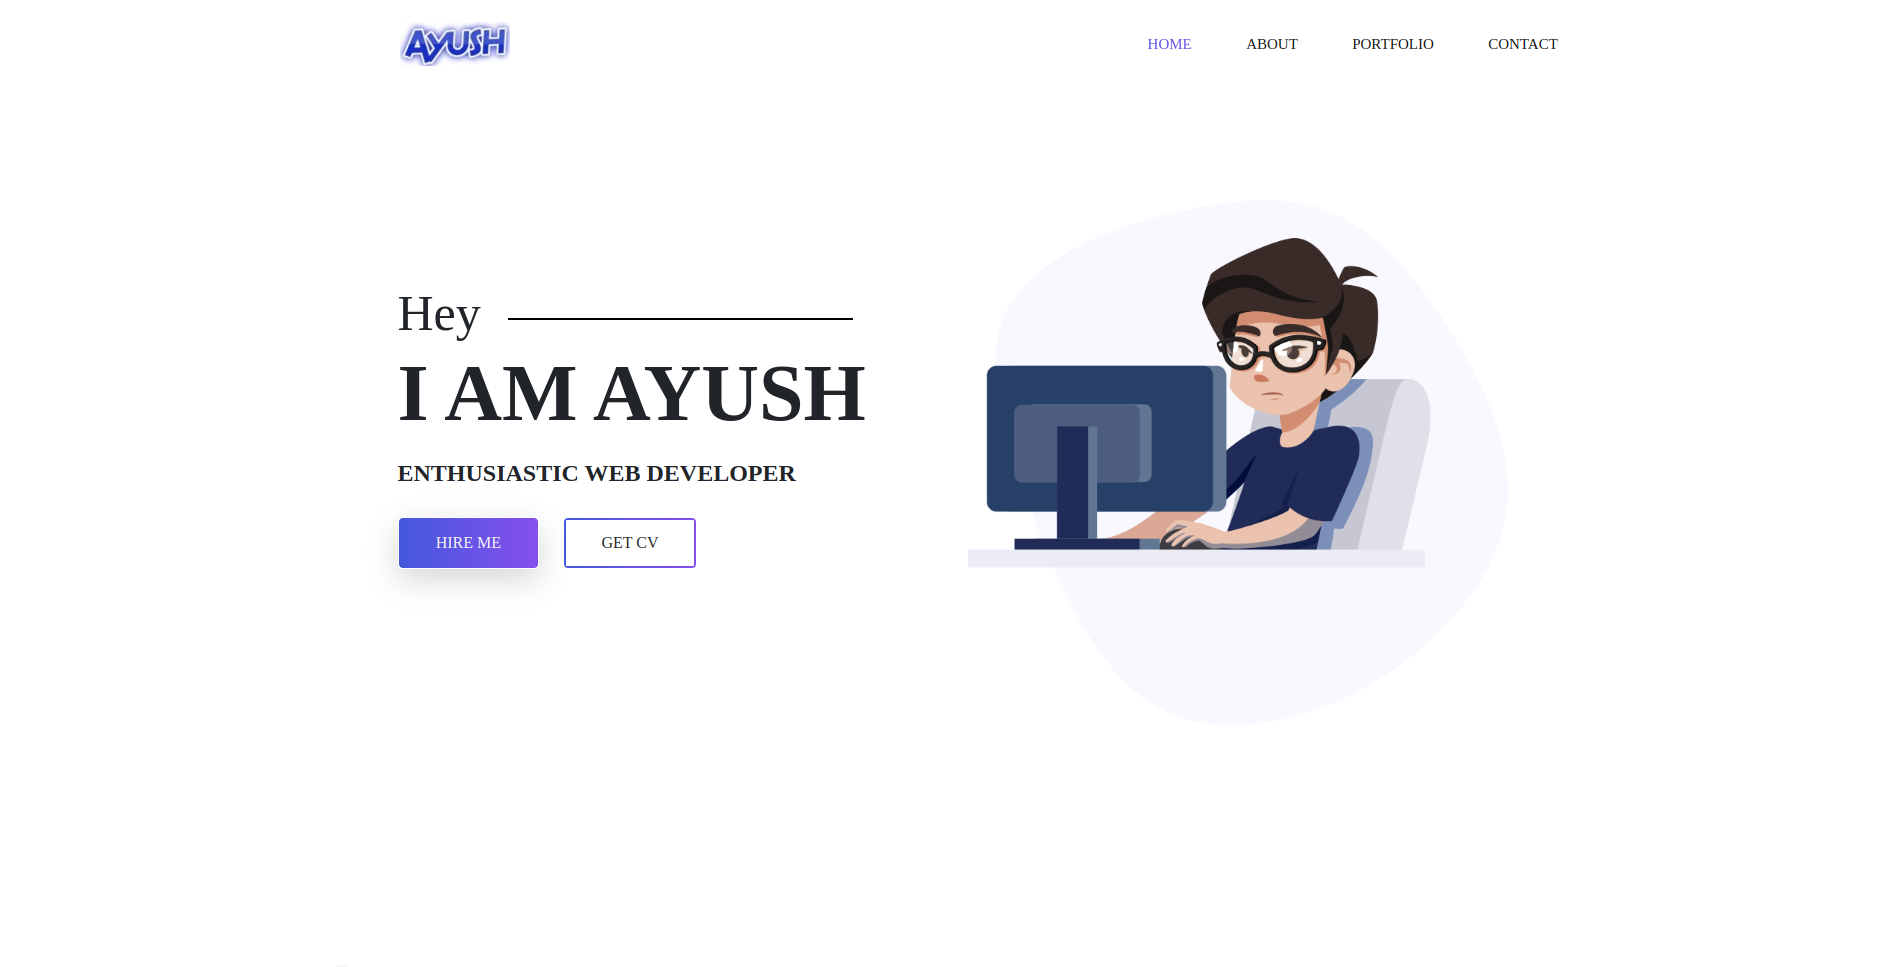 AYUSH
HOME ABOUT PORTFOLIO CONTACT
Hey
I AM AYUSH
ENTHUSIASTIC WEB DEVELOPER
HIRE ME
GET CV